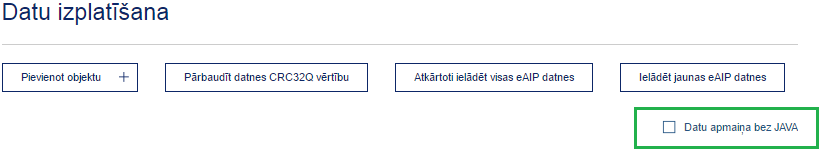 Datu izplatīšana
Pievienot objektu +
Pārbaudīt datnes CRC32Q vērtību
Atkārtoti ielādēt visas eAIP datnes
Ielādēt jaunas eAIP datnes
Datu apmaiņa bez JAVA